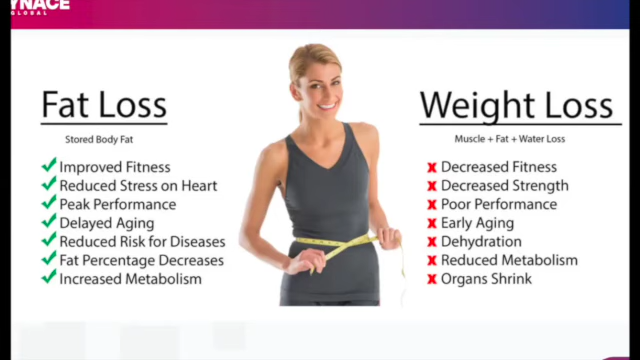 YNACE
GLOBAL
Fat Loss
Stored Body Fat
Improved Fitness
Reduced Stress on Heart
Peak Performance
Delayed Aging
Reduced Risk for Diseases
Fat Percentage Decreases
Increased Metabolism
Weight Loss
Muscle + Fat + Water Loss
Decreased Fitness
Decreased Strength
Poor Performance
Early Aging
Dehydration
Reduced Metabolism
Organs Shrink